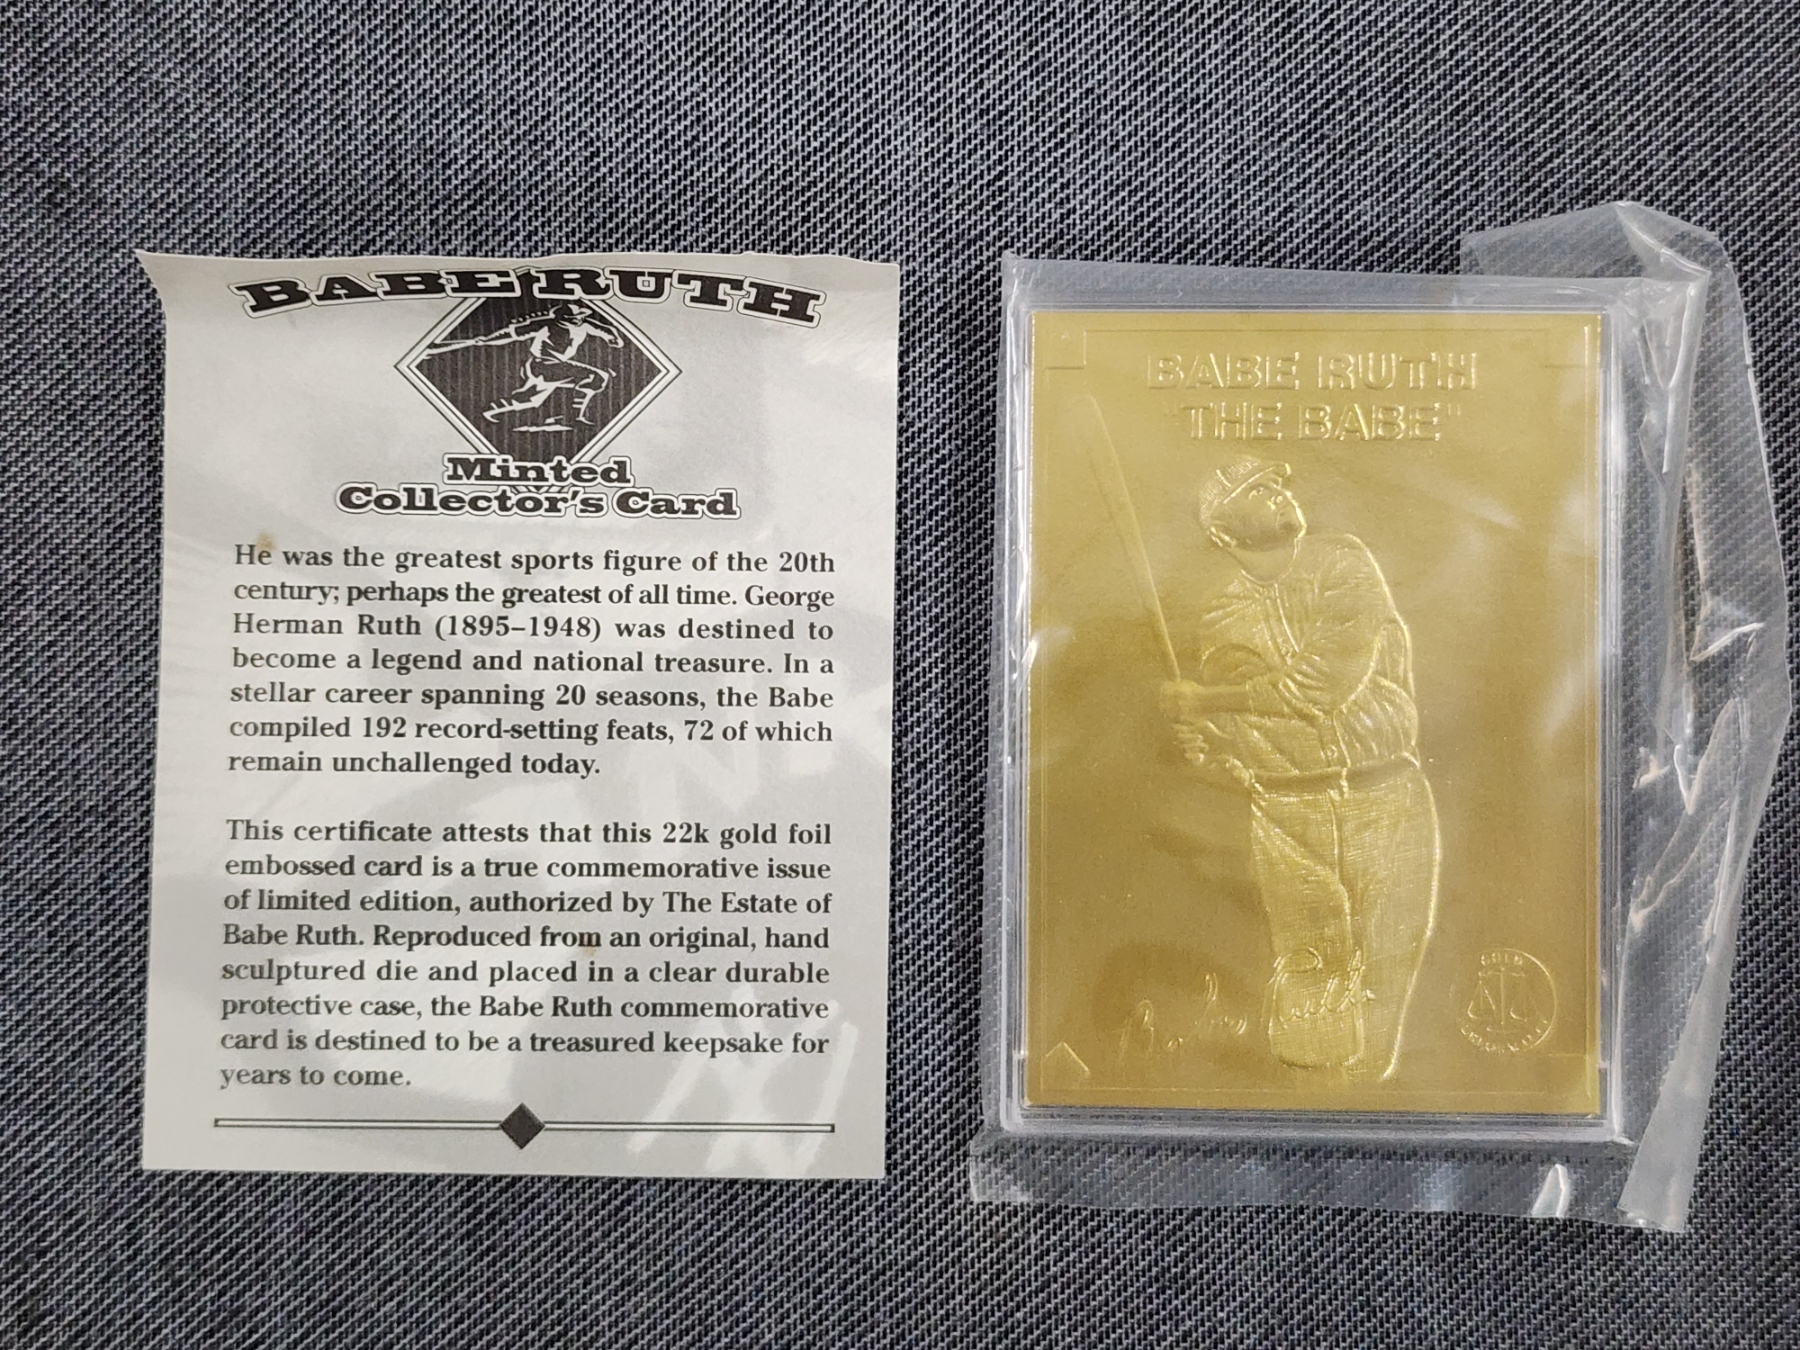 BABE RUTH
Minted
Collector's Card
He was the greatest sports figure of the 20th
century; perhaps the greatest of all time. George
Herman Ruth (1895–1948) was destined to
become a legend and national treasure. In a
stellar career spanning 20 seasons, the Babe
compiled 192 record-setting feats, 72 of which
remain unchallenged today.
This certificate attests that this 22k gold foil
embossed card is a true commemorative issue
of limited edition, authorized by The Estate of
Babe Ruth. Reproduced from an original, hand
sculptured die and placed in a clear durable
protective case, the Babe Ruth commemorative
card is destined to be a treasured keepsake for
years to come.
BABE RUTH
"THE BABE"
Babe Ruth
GOLD